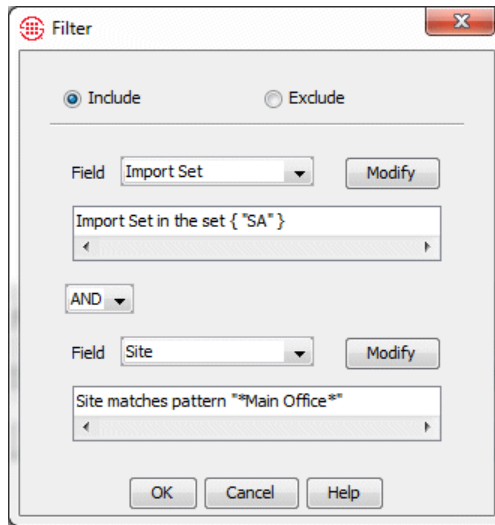 Filter
Include Exclude
Field Import Set Modify
Import Set in the set { "SA" }
AND
Field Site Modify
Site matches pattern "*Main Office*"
OK Cancel Help